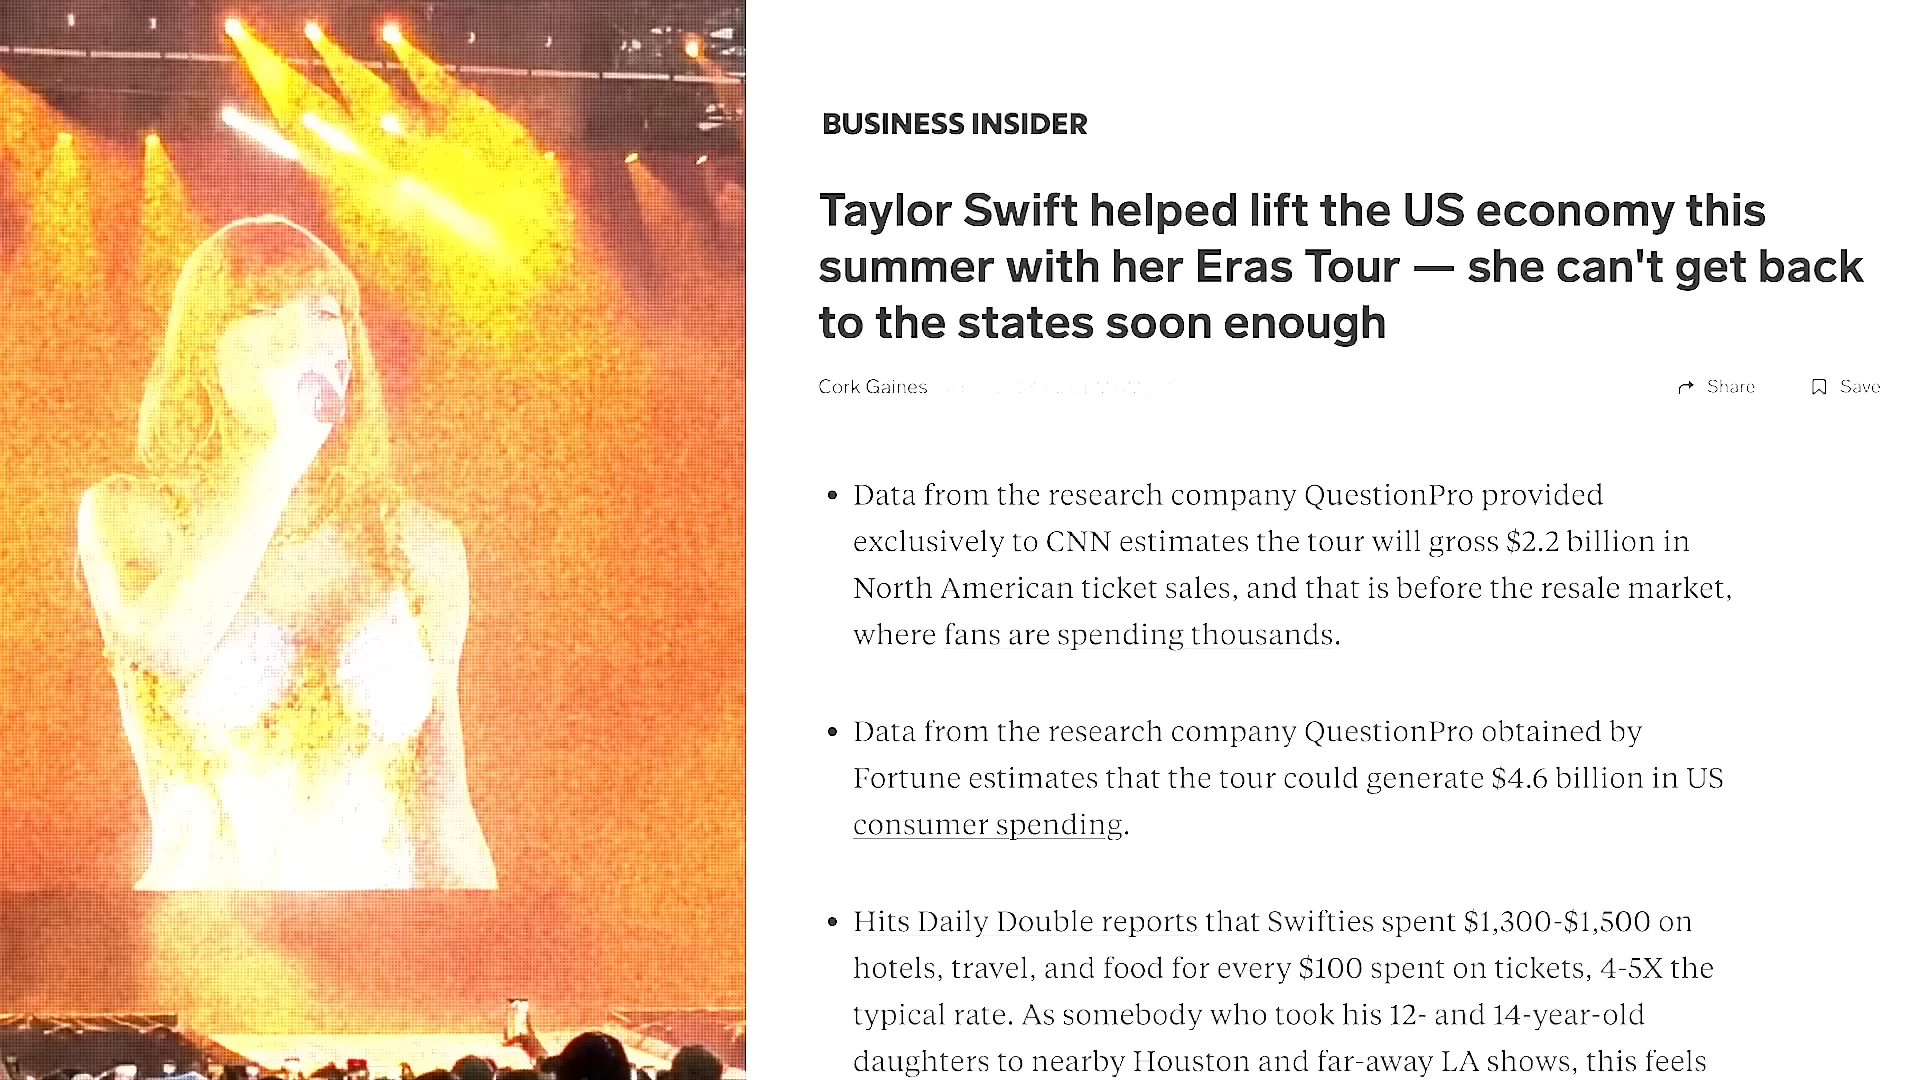 BUSINESS INSIDER
Taylor Swift helped lift the US economy this
summer with her Eras Tour — she can't get back
to the states soon enough
Cork Gaines
Share
Save
• Data from the research company QuestionPro provided
exclusively to CNN estimates the tour will gross $2.2 billion in
North American ticket sales, and that is before the resale market,
where fans are spending thousands.
• Data from the research company QuestionPro obtained by
Fortune estimates that the tour could generate $4.6 billion in US
consumer spending.
• Hits Daily Double reports that Swifties spent $1,300-$1,500 on
hotels, travel, and food for every $100 spent on tickets, 4-5X the
typical rate. As somebody who took his 12- and 14-year-old
daughters to nearby Houston and far-away LA shows, this feels